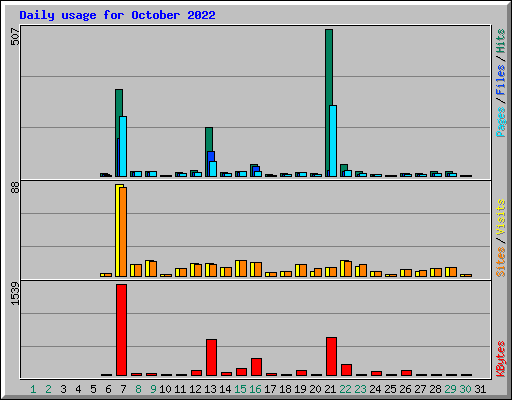 Daily usage for October 2022
507
Pages/Files/Hits
88
Sites/Visits
1539
KBytes
1 2 3 4 5 6 7 8 9 10 11 12 13 14 15 16 17 18 19 20 21 22 23 24 25 26 27 28 29 30 31